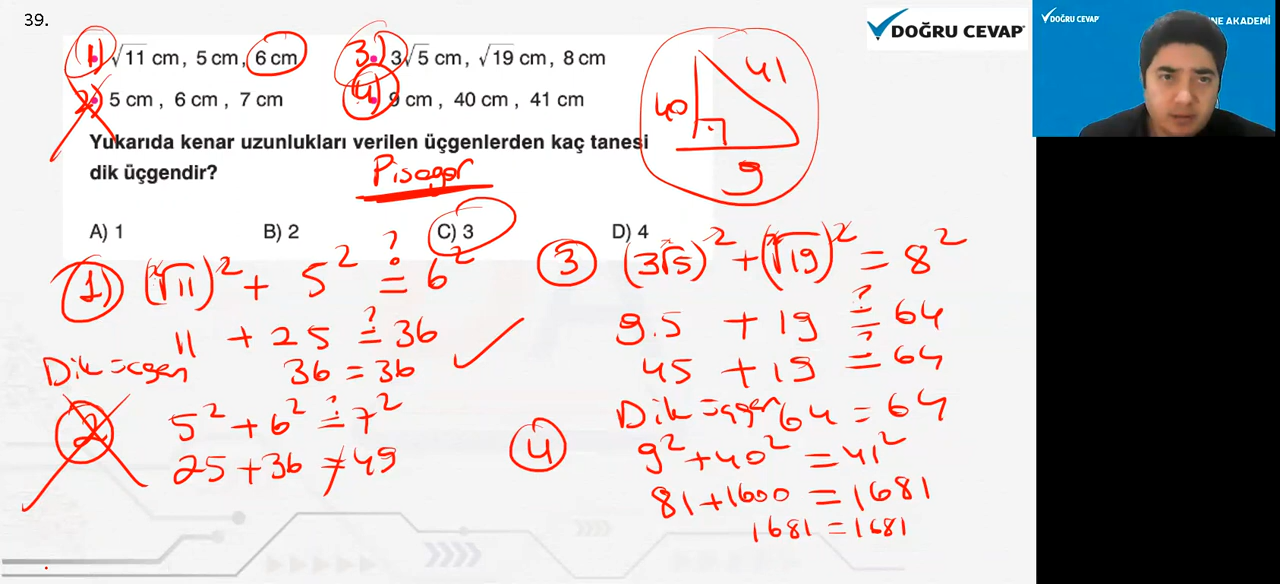 39.
DOĞRU CEVAP
DOĞRU CEVAP
NE AKADEMİ
1) √11 cm , 5 cm, 6 cm
3) 3√5 cm , √19 cm , 8 cm
2) 5 cm , 6 cm , 7 cm
4) 9 cm , 40 cm , 41 cm
Yukarıda kenar uzunlukları verilen üçgenlerden kaç tanesi
dik üçgendir?
Pisagor
40
41
9
A) 1 B) 2 C) 3 D) 4
1) (√11)² + 5² ?= 6²
11 + 25 ?= 36
Dik üçgen 36 = 36
2 5² + 6² ?= 7²
25 + 36 ≠ 49
3 (3√5)² + (√19)² = 8²
9.5 + 19 ?= 64
45 + 19 ?= 64
Dik üçgen 64 = 64
4 9² + 40² = 41²
81 + 1600 = 1681
1681 = 1681